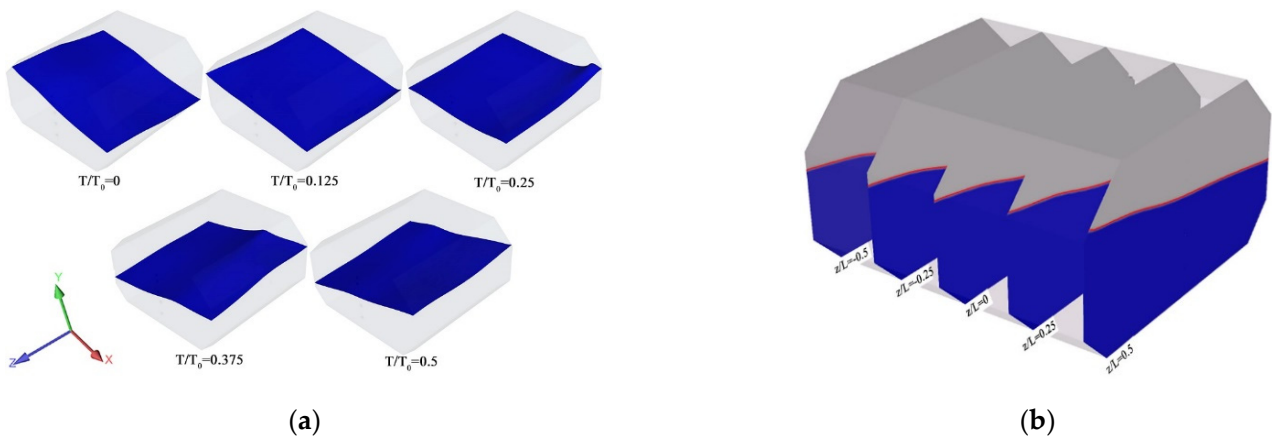 T/T₀=0 T/T₀=0.125 T/T₀=0.25
T/T₀=0.375 T/T₀=0.5
Y
Z X
z/L=-0.5
z/L=-0.25
z/L=0
z/L=0.25
z/L=0.5
(a) (b)